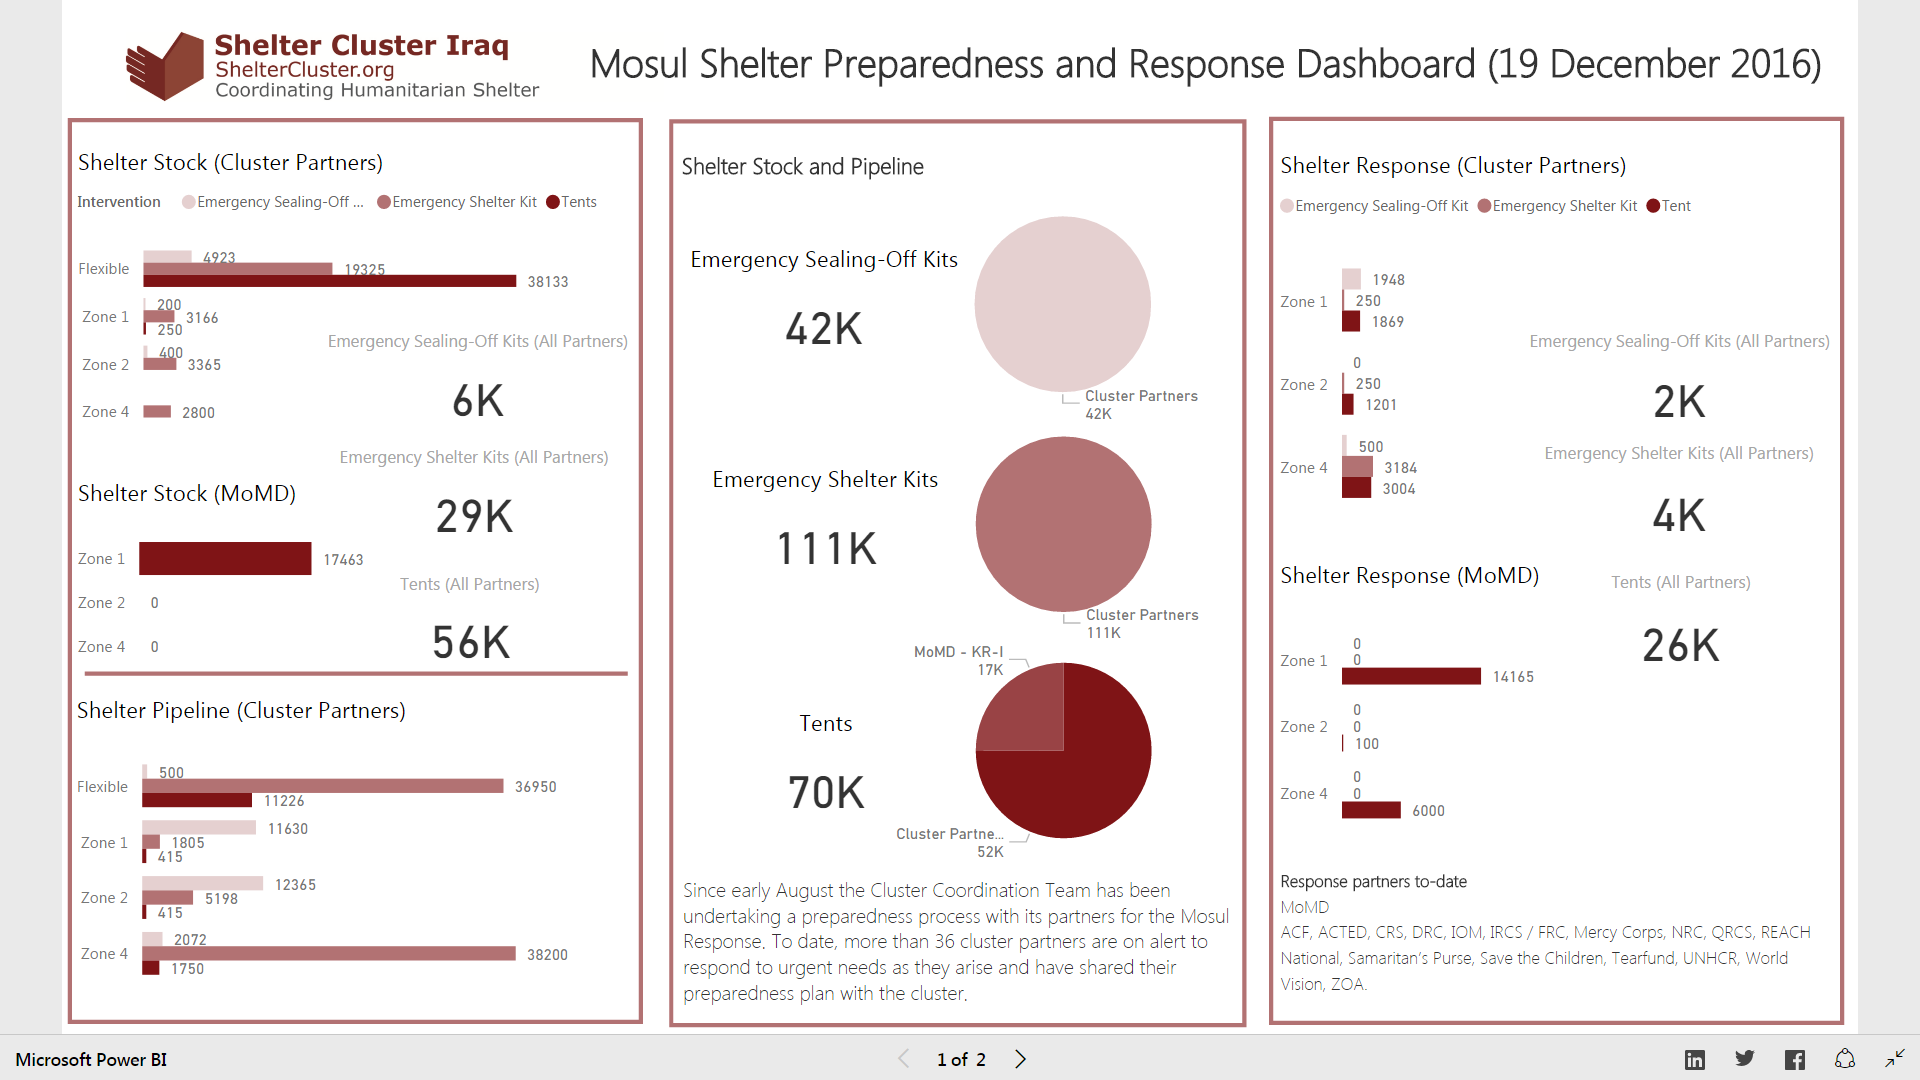 Shelter Cluster Iraq
ShelterCluster.org
Coordinating Humanitarian Shelter
Mosul Shelter Preparedness and Response Dashboard (19 December 2016)
Shelter Stock (Cluster Partners)
Intervention Emergency Sealing-Off ... Emergency Shelter Kit Tents
4923
Flexible 19325
38133
200
Zone 1 3166
250
400
Zone 2 3365
Zone 4 2800
Emergency Sealing-Off Kits (All Partners)
6K
Emergency Shelter Kits (All Partners)
29K
Tents (All Partners)
56K
Shelter Stock (MoMD)
Zone 1 17463
Zone 2 0
Zone 4 0
Shelter Pipeline (Cluster Partners)
500
Flexible 36950
11226
11630
Zone 1 1805
415
12365
Zone 2 5198
415
2072
Zone 4 38200
1750
Shelter Stock and Pipeline
Emergency Sealing-Off Kits
42K
Cluster Partners
42K
Emergency Shelter Kits
111K
Cluster Partners
111K
MoMD - KR-I
17K
Tents
70K
Cluster Partne...
52K
Since early August the Cluster Coordination Team has been
undertaking a preparedness process with its partners for the Mosul
Response. To date, more than 36 cluster partners are on alert to
respond to urgent needs as they arise and have shared their
preparedness plan with the cluster.
Shelter Response (Cluster Partners)
Emergency Sealing-Off Kit Emergency Shelter Kit Tent
1948
Zone 1 250
1869
0
Zone 2 250
1201
500
Zone 4 3184
3004
Emergency Sealing-Off Kits (All Partners)
2K
Emergency Shelter Kits (All Partners)
4K
Tents (All Partners)
26K
Shelter Response (MoMD)
0
Zone 1 0
14165
0
Zone 2 0
100
0
Zone 4 0
6000
Response partners to-date
MoMD
ACF, ACTED, CRS, DRC, IOM, IRCS / FRC, Mercy Corps, NRC, QRCS, REACH
National, Samaritan's Purse, Save the Children, Tearfund, UNHCR, World
Vision, ZOA.
Microsoft Power BI
1 of 2